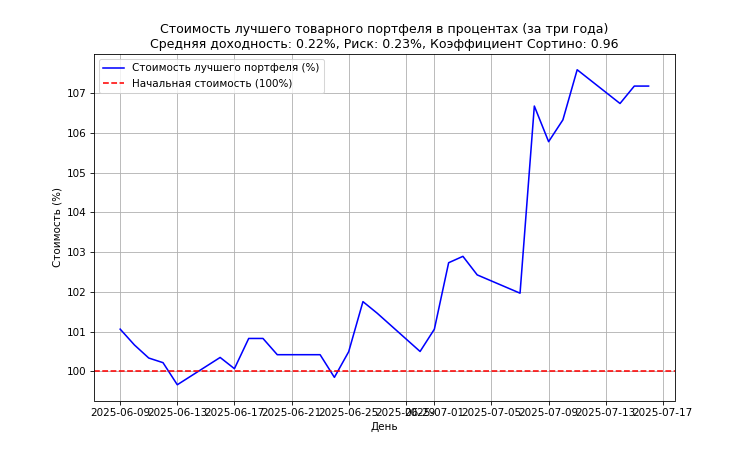 Стоимость лучшего товарного портфеля в процентах (за три года)
Средняя доходность: 0.22%, Риск: 0.23%, Коэффициент Сортино: 0.96
Стоимость лучшего портфеля (%)
Начальная стоимость (100%)
Стоимость (%)
107
106
105
104
103
102
101
100
2025-06-09 2025-06-13 2025-06-17 2025-06-21 2025-06-25 2025-06-29 2025-07-01 2025-07-05 2025-07-09 2025-07-13 2025-07-17
День